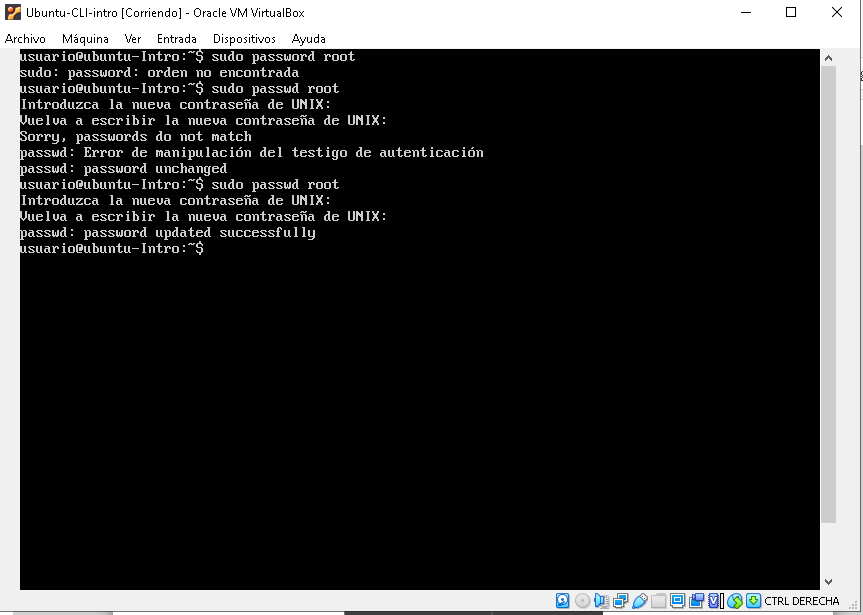 Ubuntu-CLI-intro [Corriendo] - Oracle VM VirtualBox
Archivo Máquina Ver Entrada Dispositivos Ayuda
usuario@ubuntu-Intro:~$ sudo password root
sudo: password: orden no encontrada
usuario@ubuntu-Intro:~$ sudo passwd root
Introduzca la nueva contraseña de UNIX:
Vuelva a escribir la nueva contraseña de UNIX:
Sorry, passwords do not match
passwd: Error de manipulación del testigo de autenticación
passwd: password unchanged
usuario@ubuntu-Intro:~$ sudo passwd root
Introduzca la nueva contraseña de UNIX:
Vuelva a escribir la nueva contraseña de UNIX:
passwd: password updated successfully
usuario@ubuntu-Intro:~$
CTRL DERECHA